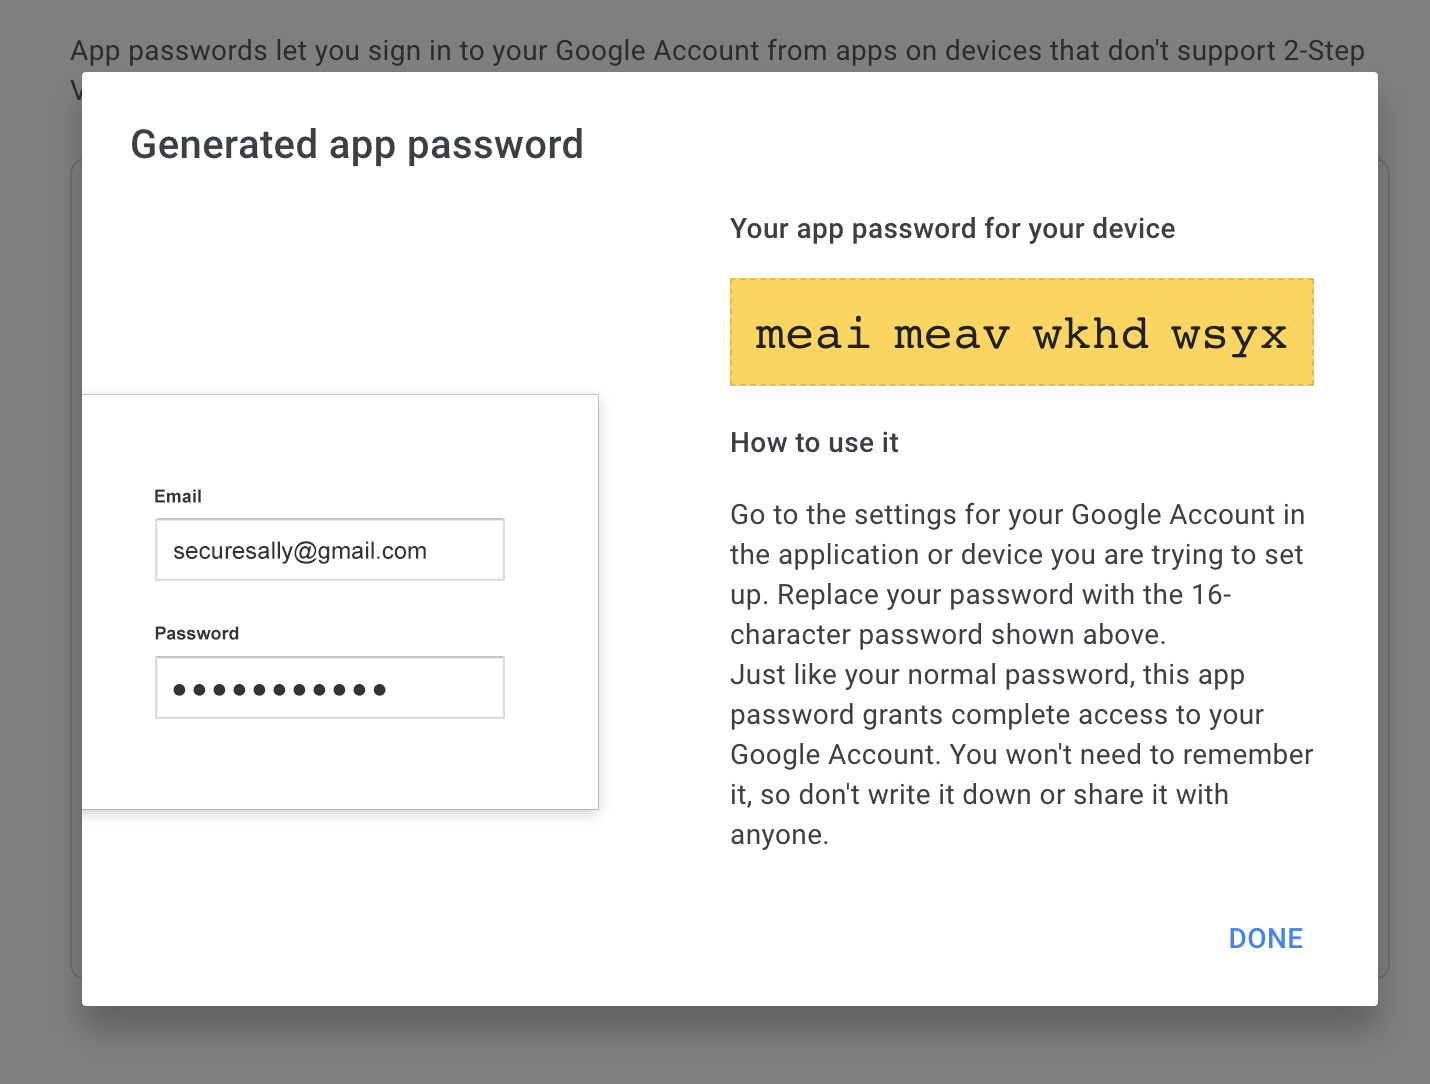 App passwords let you sign in to your Google Account from apps on devices that don't support 2-Step
Generated app password
Your app password for your device
meai meav wkhd wsyx
How to use it
Go to the settings for your Google Account in
the application or device you are trying to set
up. Replace your password with the 16-
character password shown above.
Just like your normal password, this app
password grants complete access to your
Google Account. You won't need to remember
it, so don't write it down or share it with
anyone.
Email
securesally@gmail.com
Password
DONE